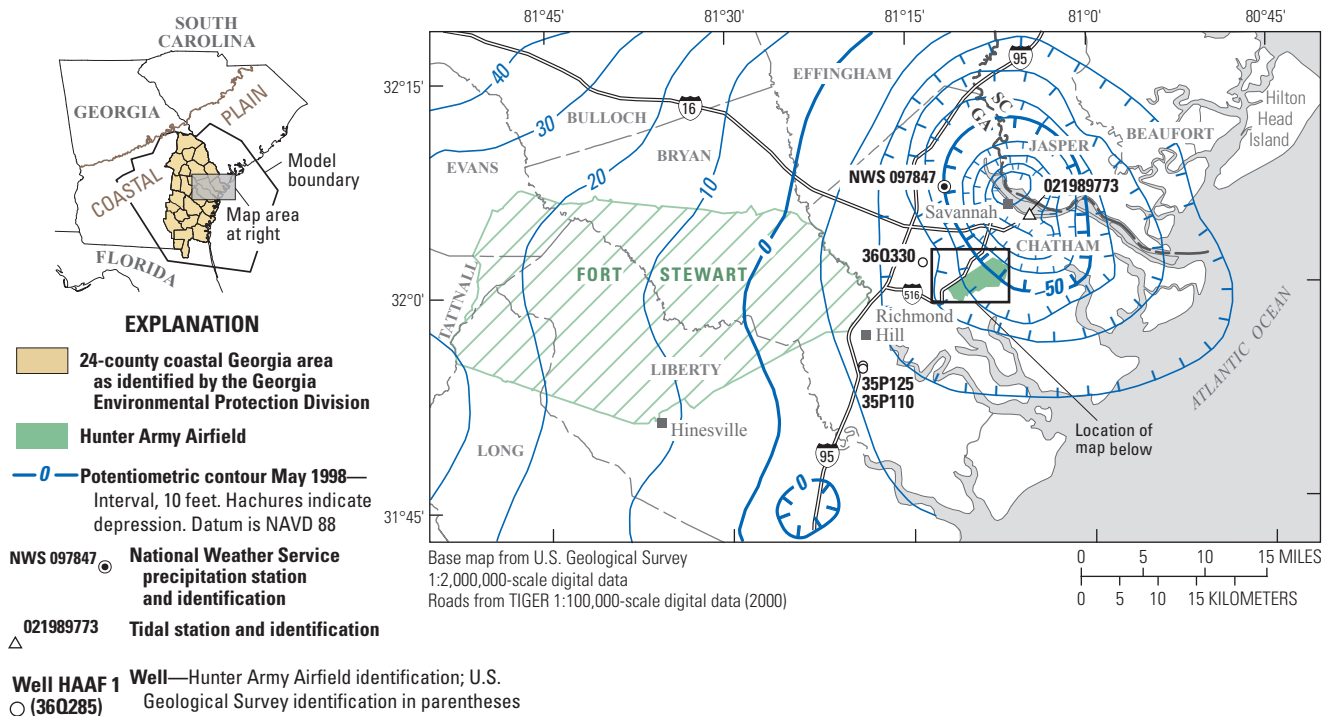 SOUTH
CAROLINA
GEORGIA
PLAIN
COASTAL
FLORIDA
Model
boundary
Map area
at right
EXPLANATION
24-county coastal Georgia area
as identified by the Georgia
Environmental Protection Division
Hunter Army Airfield
0
Potentiometric contour May 1998—
Interval, 10 feet. Hachures indicate
depression. Datum is NAVD 88
NWS 097847
National Weather Service
precipitation station
and identification
021989773
Tidal station and identification
Well HAAF 1
(36Q285)
Well—Hunter Army Airfield identification; U.S.
Geological Survey identification in parentheses
81°45'
81°30'
81°15'
81°0'
80°45'
32°15'
32°0'
31°45'
40
30
20
10
0
0
–50
16
95
516
95
EFFINGHAM
BULLOCH
EVANS
BRYAN
SC
GA
JASPER
BEAUFORT
Hilton
Head
Island
NWS 097847
021989773
Savannah
CHATHAM
36Q330
FORT STEWART
TATTNALL
Richmond
Hill
LIBERTY
35P125
35P110
Hinesville
LONG
ATLANTIC OCEAN
Location of
map below
Base map from U.S. Geological Survey
1:2,000,000-scale digital data
Roads from TIGER 1:100,000-scale digital data (2000)
0 5 10 15 MILES
0 5 10 15 KILOMETERS